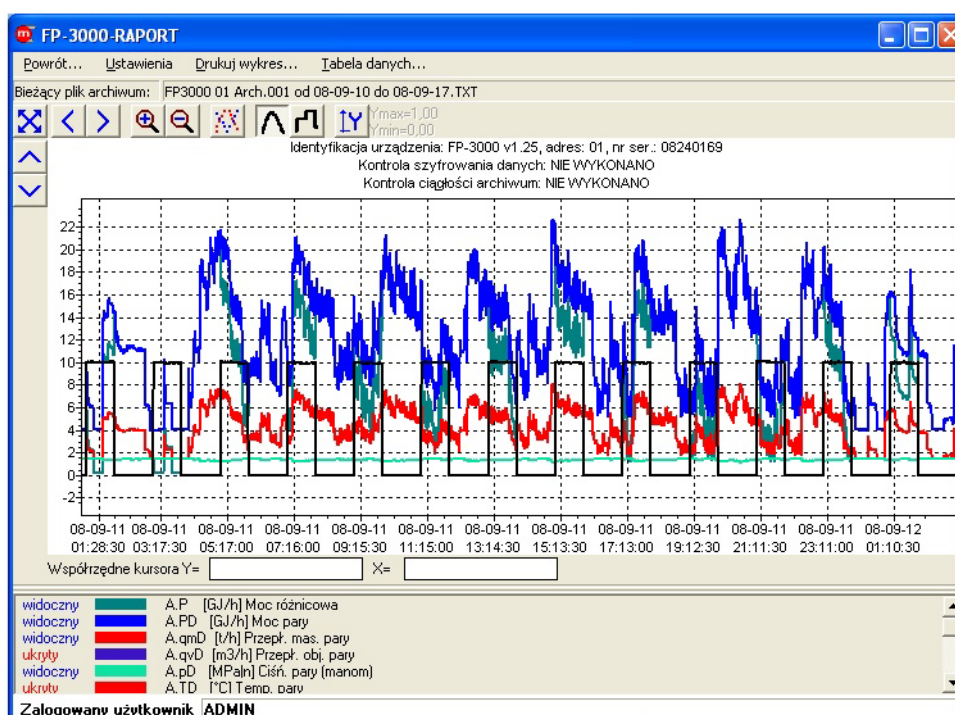 FP-3000-RAPORT
Powrót... Ustawienia Drukuj wykres... Tabela danych...
Bieżący plik archiwum: FP3000 01 Arch.001 od 08-09-10 do 08-09-17.TXT
Ymax=1,00
Ymin=0,00
Identyfikacja urządzenia: FP-3000 v1.25, adres: 01, nr ser.: 08240169
Kontrola szyfrowania danych: NIE WYKONANO
Kontrola ciągłości archiwum: NIE WYKONANO
22
20
18
16
14
12
10
8
6
4
2
0
-2
08-09-11 08-09-11 08-09-11 08-09-11 08-09-11 08-09-11 08-09-11 08-09-11 08-09-11 08-09-11 08-09-11 08-09-11 08-09-12
01:28:30 03:17:30 05:17:00 07:16:00 09:15:30 11:15:00 13:14:30 15:13:30 17:13:00 19:12:30 21:11:30 23:11:00 01:10:30
Współrzędne kursora Y= X=
widoczny A.P [GJ/h] Moc różnicowa
widoczny A.PD [GJ/h] Moc pary
widoczny A.qmD [t/h] Przepł. mas. pary
ukryty A.qvD [m3/h] Przepł. obj. pary
widoczny A.pD [MPa|n] Ciśń. pary (manom)
ukryty A.TD [°C] Temp. pary
Zalogowany użytkownik ADMIN